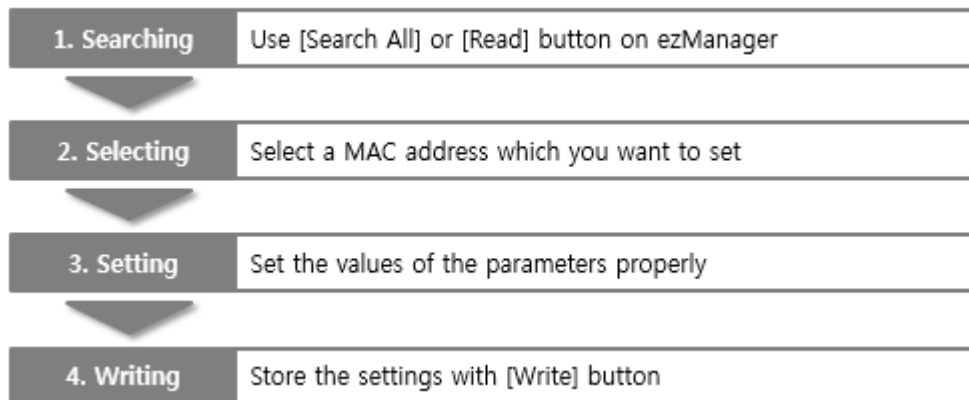 1. Searching Use [Search All] or [Read] button on ezManager
2. Selecting Select a MAC address which you want to set
3. Setting Set the values of the parameters properly
4. Writing Store the settings with [Write] button